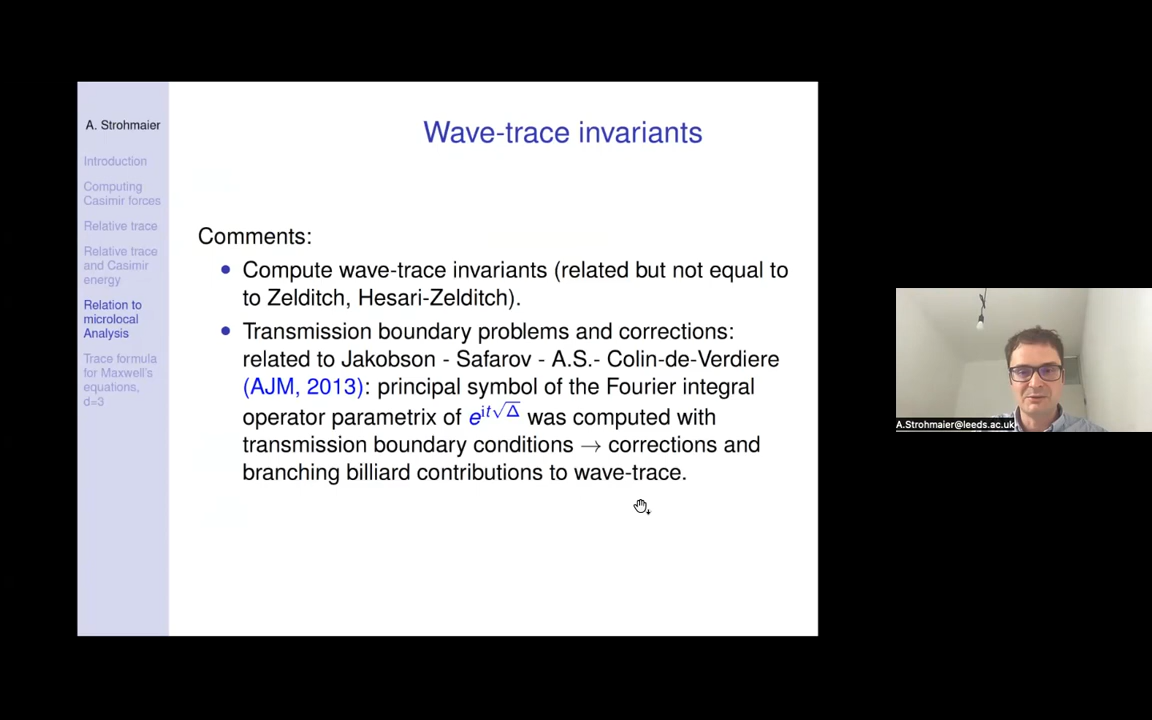 A. Strohmaier
Introduction
Computing
Casimir forces
Relative trace
Relative trace
and Casimir
energy
Relation to
microlocal
Analysis
Trace formula
for Maxwell's
equations,
d=3
Wave-trace invariants
Comments:
• Compute wave-trace invariants (related but not equal to
to Zelditch, Hesari-Zelditch).
• Transmission boundary problems and corrections:
related to Jakobson - Safarov - A.S.- Colin-de-Verdiere
(AJM, 2013): principal symbol of the Fourier integral
operator parametrix of e^{it√Δ} was computed with
transmission boundary conditions → corrections and
branching billiard contributions to wave-trace.
A.Strohmaier@leeds.ac.uk